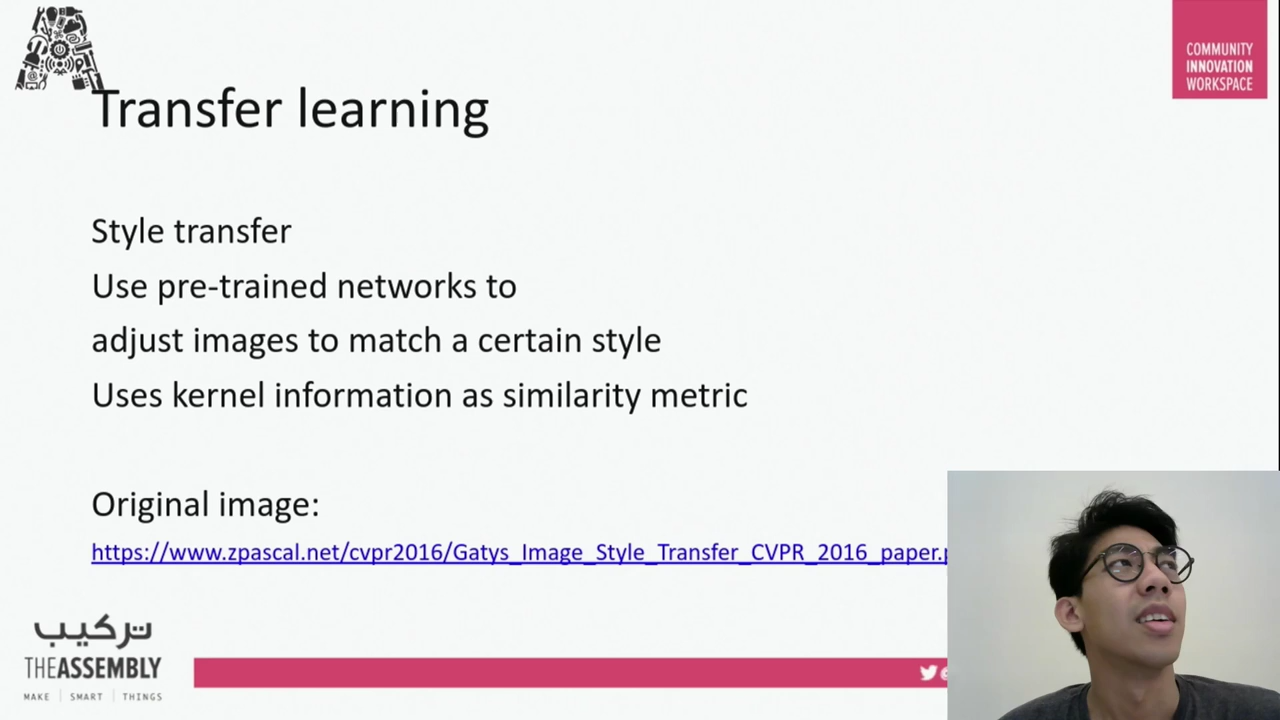 COMMUNITY
INNOVATION
WORKSPACE
Transfer learning
Style transfer
Use pre-trained networks to
adjust images to match a certain style
Uses kernel information as similarity metric
Original image:
https://www.zpascal.net/cvpr2016/Gatys_Image_Style_Transfer_CVPR_2016_paper.p
تركيب
THEASSEMBLY
MAKE | SMART | THINGS